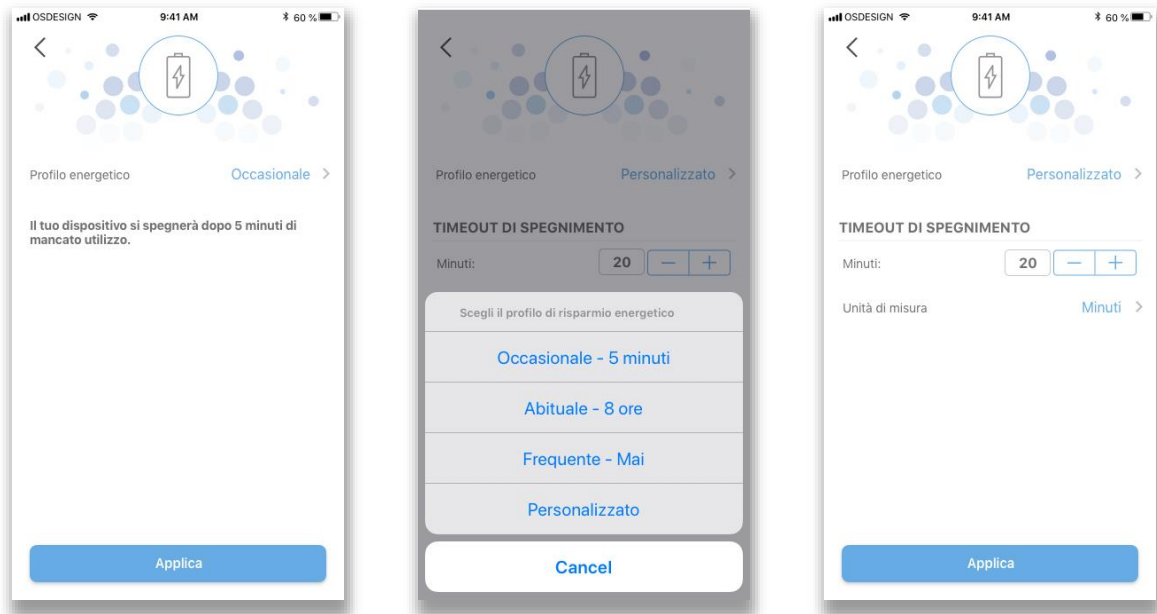 OSDESIGN 9:41 AM 60 %
Profilo energetico Occasionale
Il tuo dispositivo si spegnerà dopo 5 minuti di
mancato utilizzo.
Applica
Profilo energetico Personalizzato
TIMEOUT DI SPEGNIMENTO
Minuti: 20
Scegli il profilo di risparmio energetico
Occasionale - 5 minuti
Abituale - 8 ore
Frequente - Mai
Personalizzato
Cancel
OSDESIGN 9:41 AM 60 %
Profilo energetico Personalizzato
TIMEOUT DI SPEGNIMENTO
Minuti: 20
Unità di misura Minuti
Applica